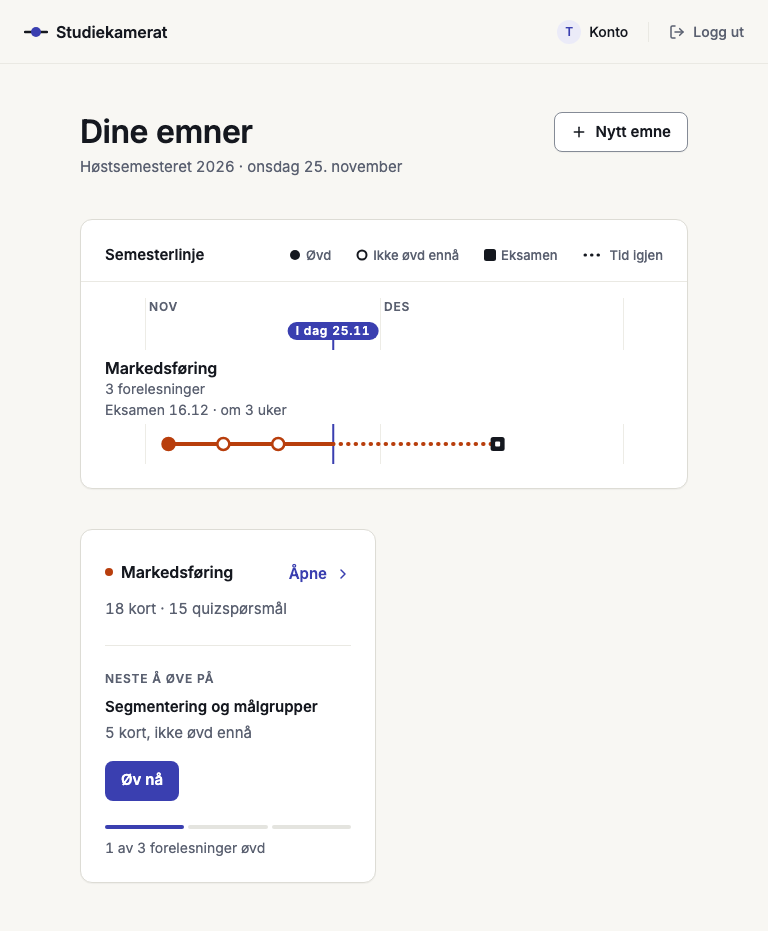 Studiekamerat
T Konto
Logg ut
Dine emner
Høstsemesteret 2026 · onsdag 25. november
+ Nytt emne
Semesterlinje
Øvd
Ikke øvd ennå
Eksamen
Tid igjen
NOV
DES
I dag 25.11
Markedsføring
3 forelesninger
Eksamen 16.12 · om 3 uker
Markedsføring
Åpne
18 kort · 15 quizspørsmål
NESTE Å ØVE PÅ
Segmentering og målgrupper
5 kort, ikke øvd ennå
Øv nå
1 av 3 forelesninger øvd